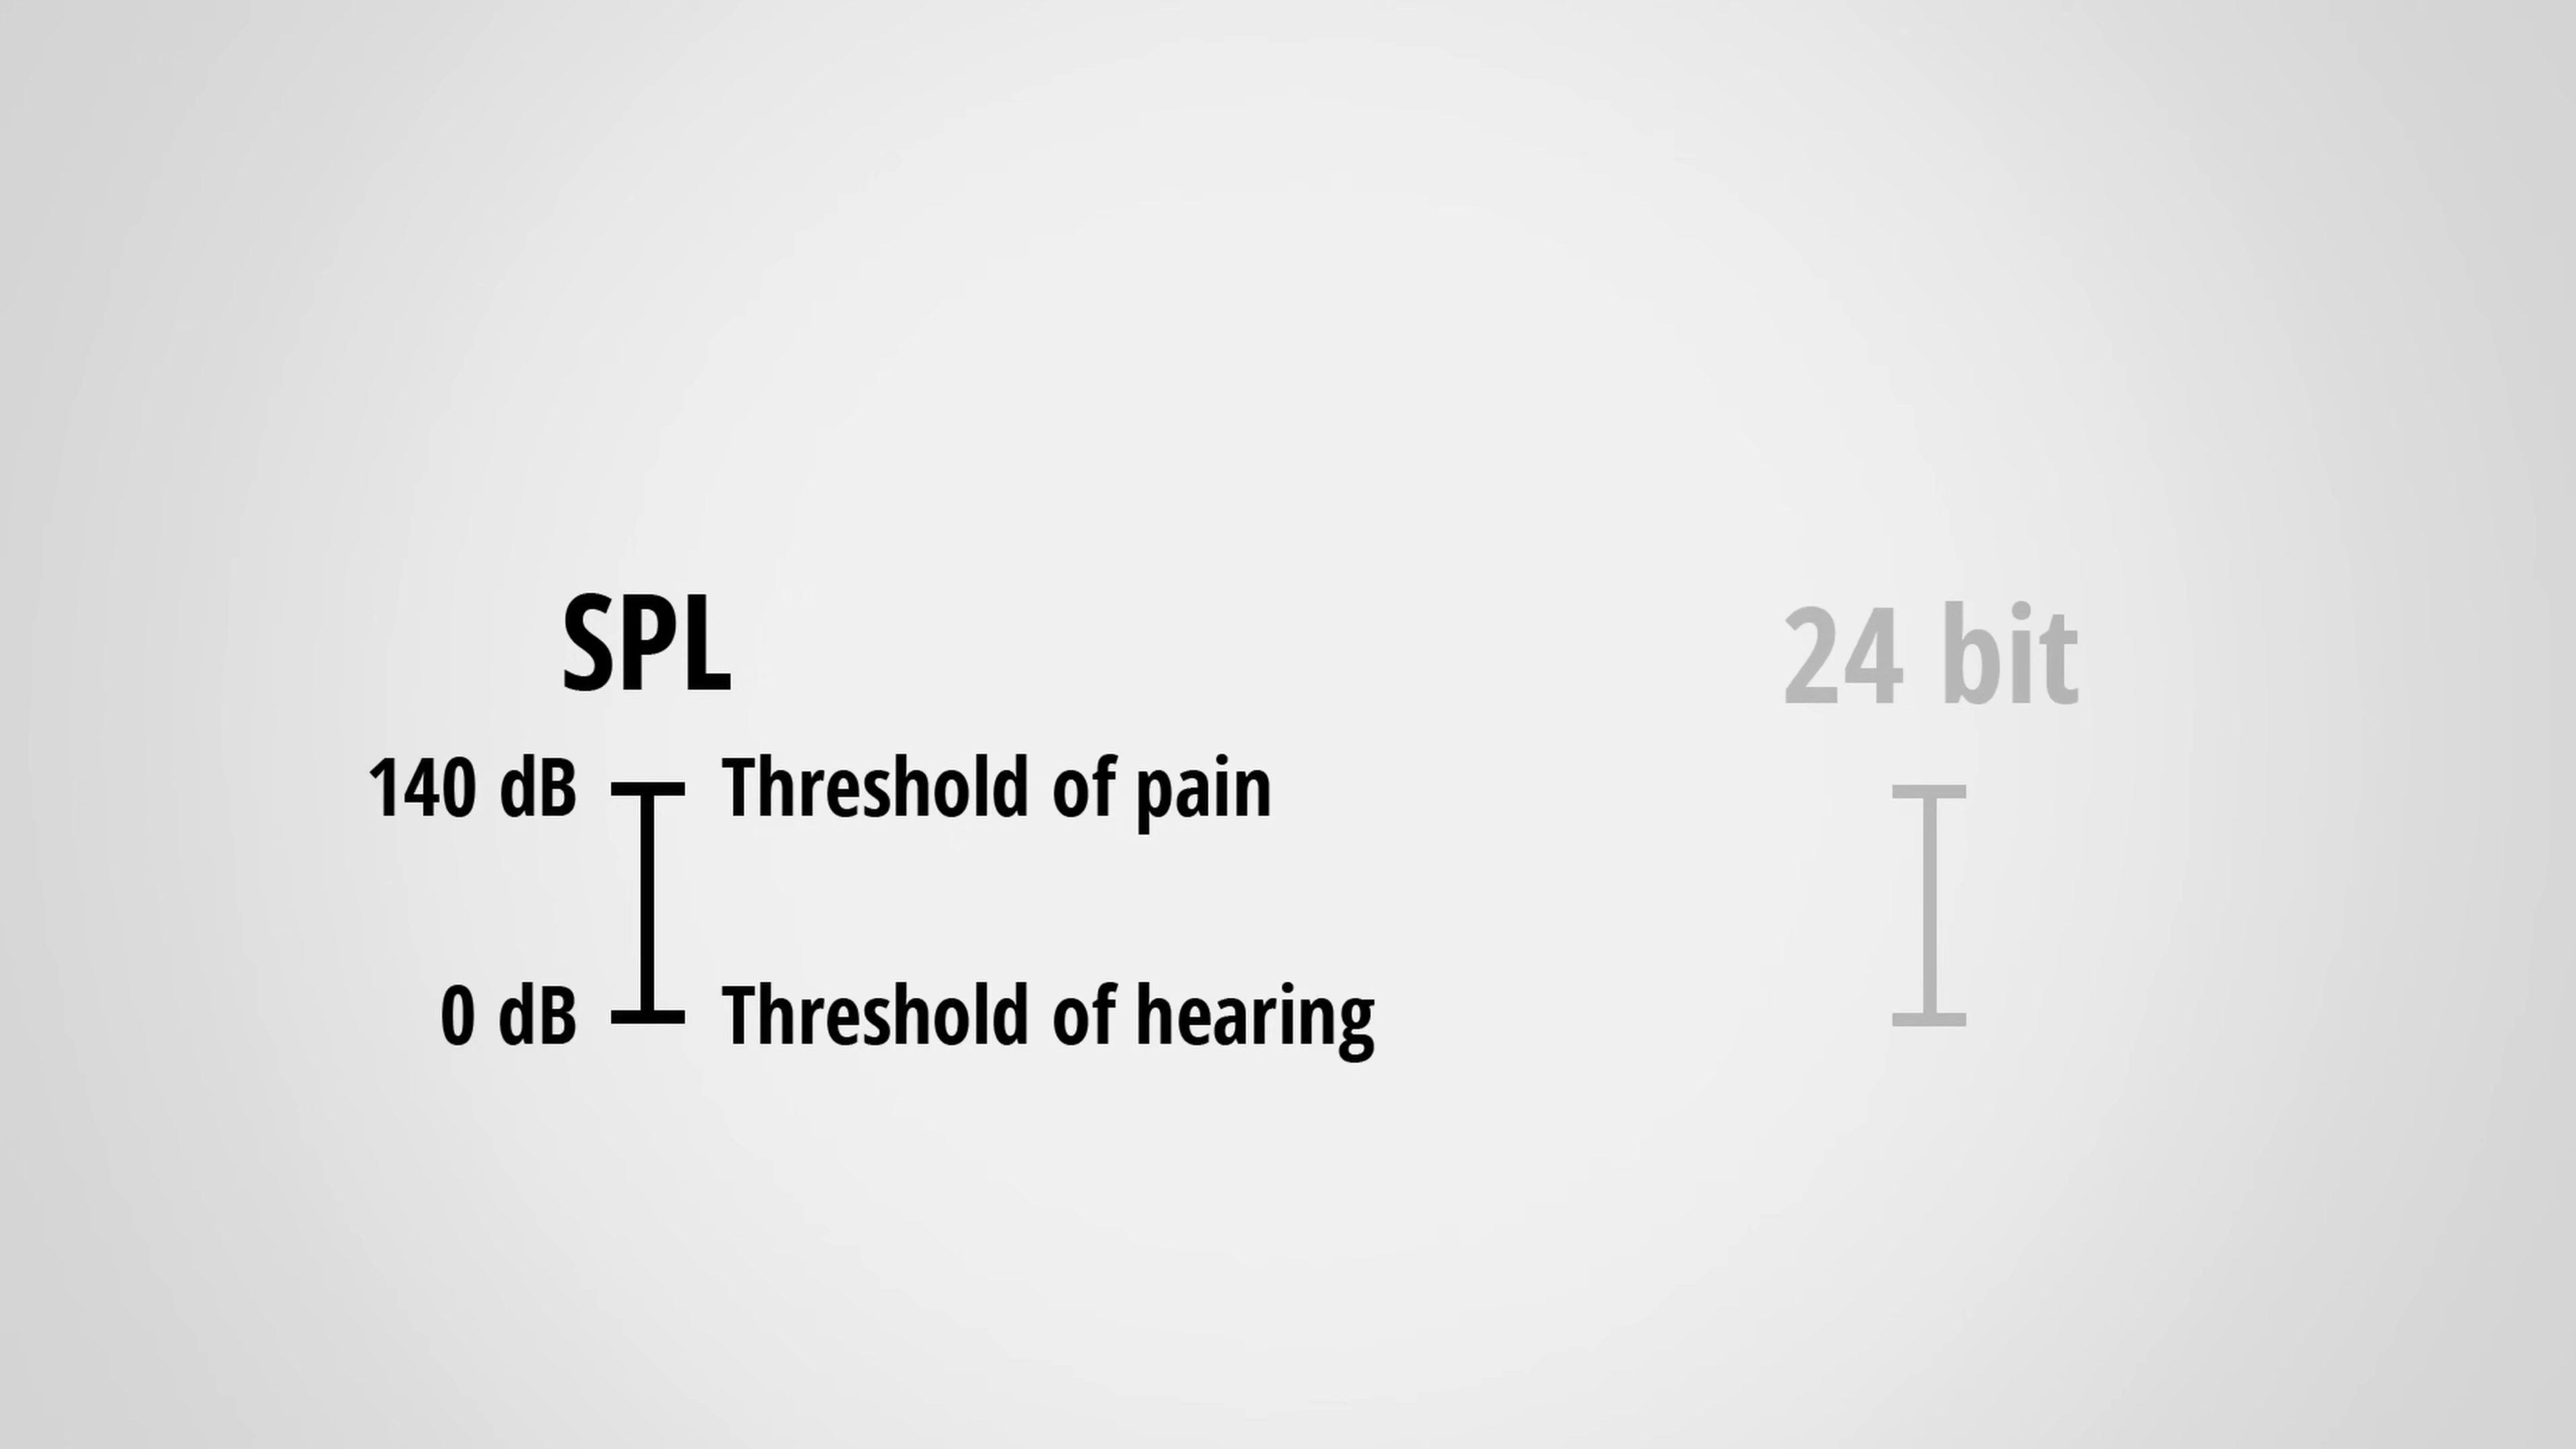 SPL
24 bit
140 dB Threshold of pain
0 dB Threshold of hearing